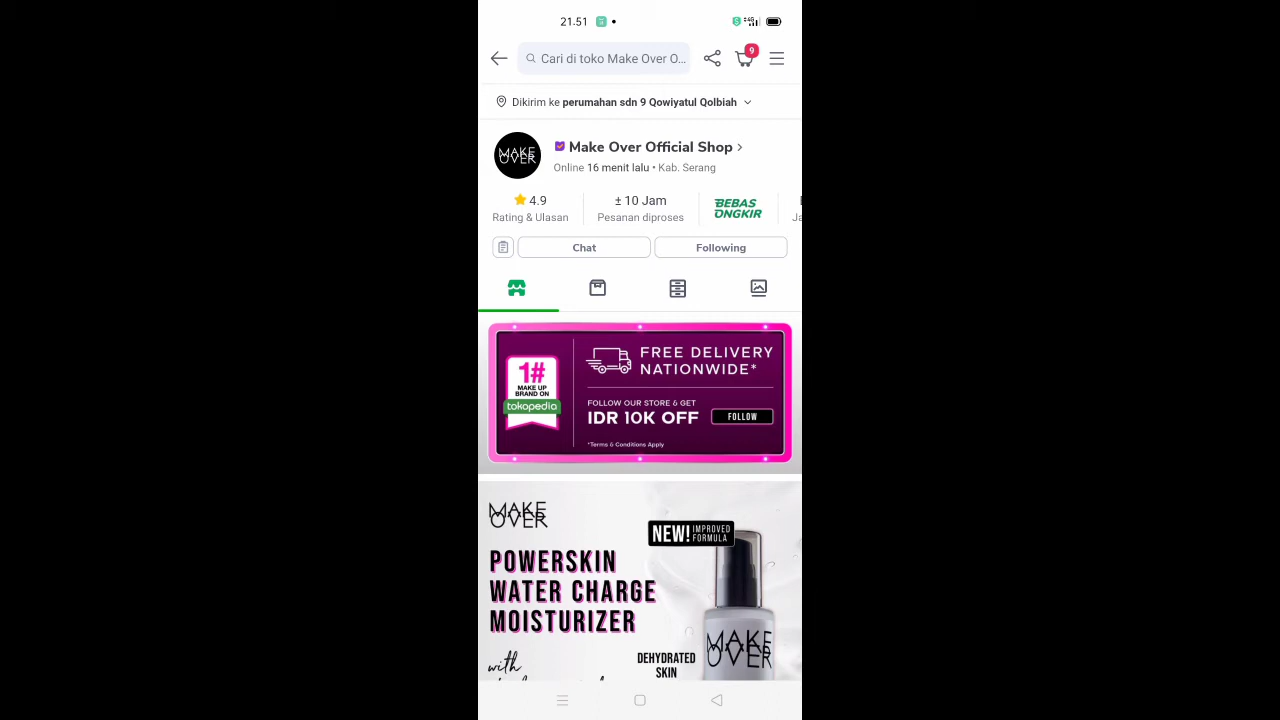 21.51
4G
Cari di toko Make Over O...
9
Dikirim ke perumahan sdn 9 Qowiyatul Qolbiah
MAKE
OVER
Make Over Official Shop
Online 16 menit lalu • Kab. Serang
4.9
Rating & Ulasan
± 10 Jam
Pesanan diproses
BEBAS
ONGKIR
Chat
Following
1#
MAKE UP
BRAND ON
tokopedia
FREE DELIVERY
NATIONWIDE*
FOLLOW OUR STORE & GET
IDR 10K OFF
FOLLOW
*Terms & Conditions Apply
MAKE
OVER
NEW! IMPROVED
FORMULA
POWERSKIN
WATER CHARGE
MOISTURIZER
with
DEHYDRATED
SKIN
MAKE
OVER